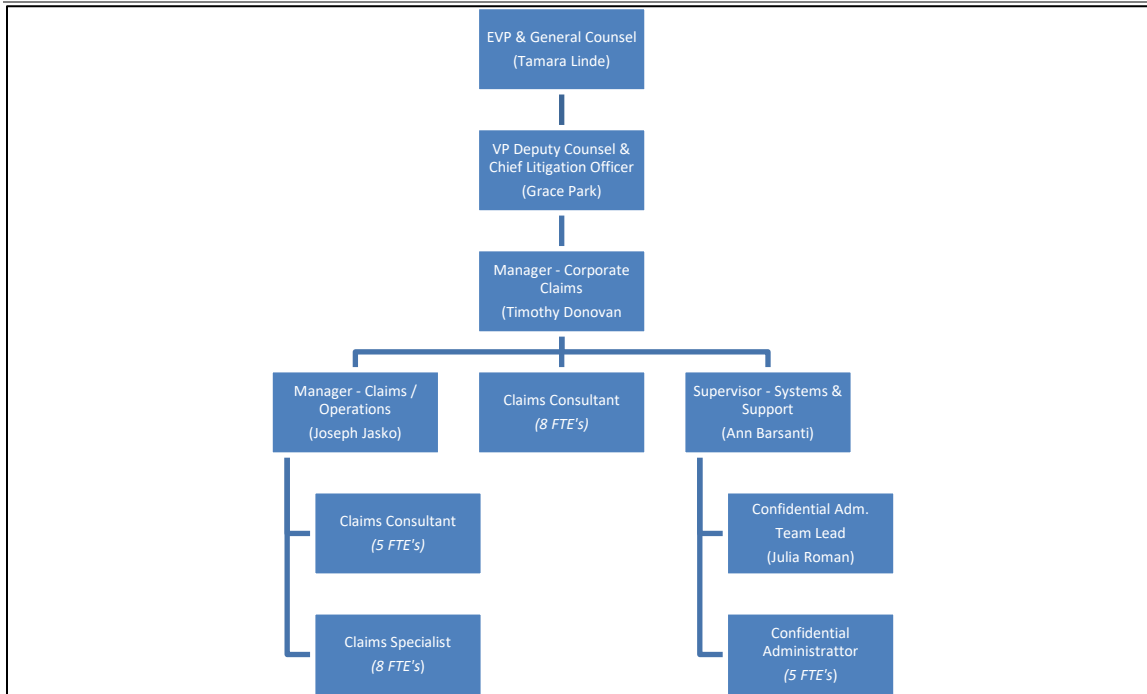 EVP & General Counsel
(Tamara Linde)
VP Deputy Counsel &
Chief Litigation Officer
(Grace Park)
Manager - Corporate
Claims
(Timothy Donovan
Manager - Claims /
Operations
(Joseph Jasko)
Claims Consultant
(8 FTE's)
Supervisor - Systems &
Support
(Ann Barsanti)
Claims Consultant
(5 FTE's)
Claims Specialist
(8 FTE's)
Confidential Adm.
Team Lead
(Julia Roman)
Confidential
Administrattor
(5 FTE's)